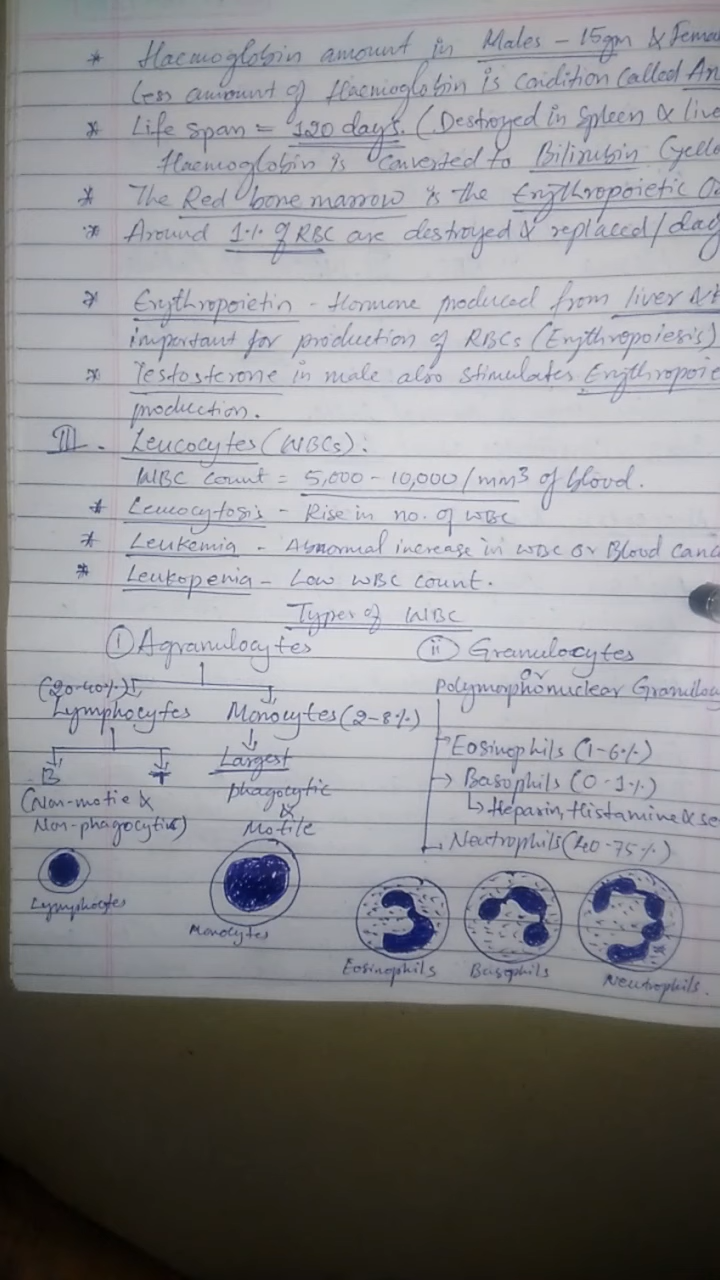 * Haemoglobin amount in Males - 15gm & Fema
Less amount of Haemoglobin is condition called An
* Life span = 120 days. (Destroyed in Spleen & live
Haemoglobin is converted to Bilirubin (yello
* The Red bone marrow is the Erythropoietic O
* Around 1% of RBC are destroyed & replaced/day
* Erythropoietin - Hormone produced from liver &
important for production of RBCs (Erythropoiesis)
* Testosterone in male also stimulates Erythropoie
production.
II. Leucocytes (WBCs):
WBC count = 5,000 - 10,000/mm³ of blood.
* Leucocytosis - Rise in no. of WBC
* Leukemia - Abnormal increase in WBC or Blood canc
* Leukopenia - Low WBC count.
Types of WBC
i Agranulocytes ii Granulocytes
or
(20-40%) Polymorphonuclear Granuloc
Lymphocytes Monocytes (2-8%)
Eosinophils (1-6%)
B T Largest
Basophils (0-1%)
(Non-motile & phagocytic
Heparin, Histamine & se
Non-phagocytic) & Motile
Neutrophils (40-75%)
Lymphocytes
Monocytes
Eosinophils Basophils Neutrophils.